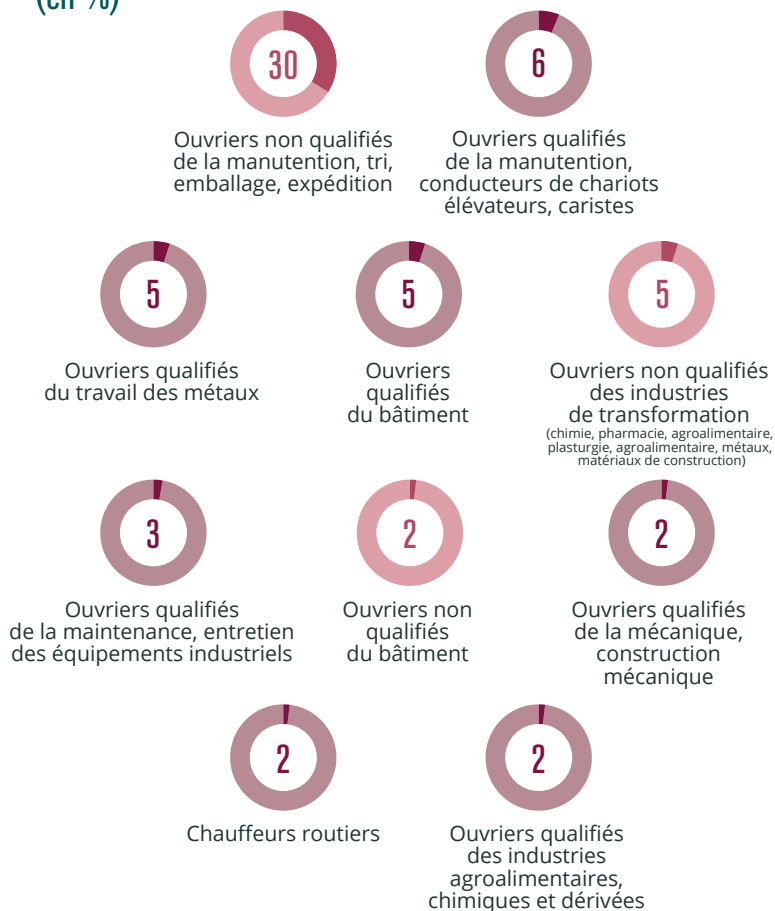 (en %)
30
Ouvriers non qualifiés
de la manutention, tri,
emballage, expédition
6
Ouvriers qualifiés
de la manutention,
conducteurs de chariots
élévateurs, caristes
5
Ouvriers qualifiés
du travail des métaux
5
Ouvriers
qualifiés
du bâtiment
5
Ouvriers non qualifiés
des industries
de transformation
(chimie, pharmacie, agroalimentaire,
plasturgie, agroalimentaire, métaux,
matériaux de construction)
3
Ouvriers qualifiés
de la maintenance, entretien
des équipements industriels
2
Ouvriers non
qualifiés
du bâtiment
2
Ouvriers qualifiés
de la mécanique,
construction
mécanique
2
Chauffeurs routiers
2
Ouvriers qualifiés
des industries
agroalimentaires,
chimiques et dérivées